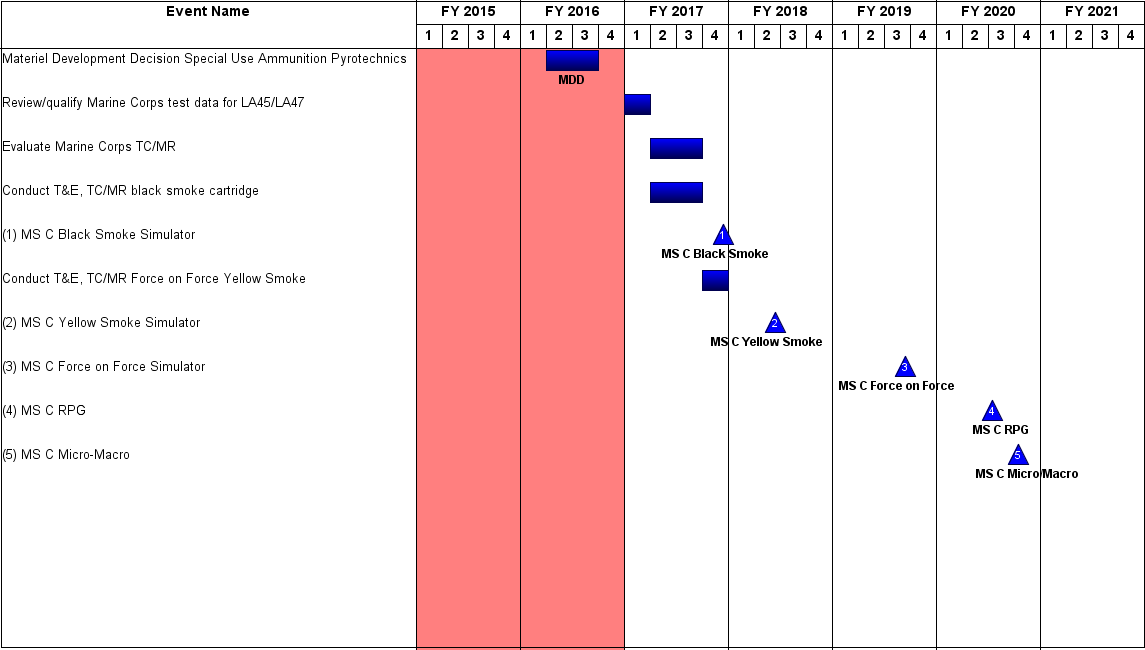 Event Name FY 2015 FY 2016 FY 2017 FY 2018 FY 2019 FY 2020 FY 2021
1 2 3 4 1 2 3 4 1 2 3 4 1 2 3 4 1 2 3 4 1 2 3 4 1 2 3 4
Materiel Development Decision Special Use Ammunition Pyrotechnics
MDD
Review/qualify Marine Corps test data for LA45/LA47
Evaluate Marine Corps TC/MR
Conduct T&E, TC/MR black smoke cartridge
(1) MS C Black Smoke Simulator 1
MS C Black Smoke
Conduct T&E, TC/MR Force on Force Yellow Smoke
(2) MS C Yellow Smoke Simulator 2
MS C Yellow Smoke
(3) MS C Force on Force Simulator 3
MS C Force on Force
(4) MS C RPG 4
MS C RPG
(5) MS C Micro-Macro 5
MS C Micro/Macro